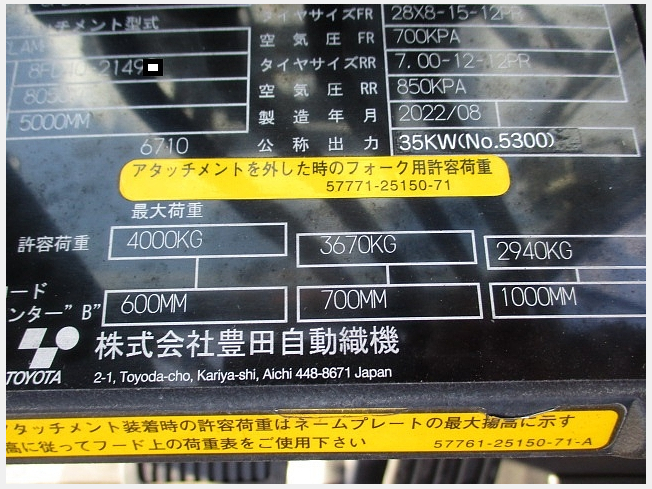 タイヤサイズFR 28X8-15-12PR
アタッチメント型式
空気圧 FR 700KPA
タイヤサイズRR 7.00-12-12PR
空気圧 RR 850KPA
製造年月 2022/08
5000MM
6710
公称出力 35KW(No.5300)
アタッチメントを外した時のフォーク用許容荷重
57771-25150-71
最大荷重
許容荷重 4000KG 3670KG 2940KG
ード
ンター"B" 600MM 700MM 1000MM
株式会社豊田自動織機
TOYOTA
2-1, Toyoda-cho, Kariya-shi, Aichi 448-8671 Japan
アタッチメント装着時の許容荷重はネームプレートの最大揚高に示す
高に従ってフード上の荷重表をご使用下さい 57761-25150-71-A